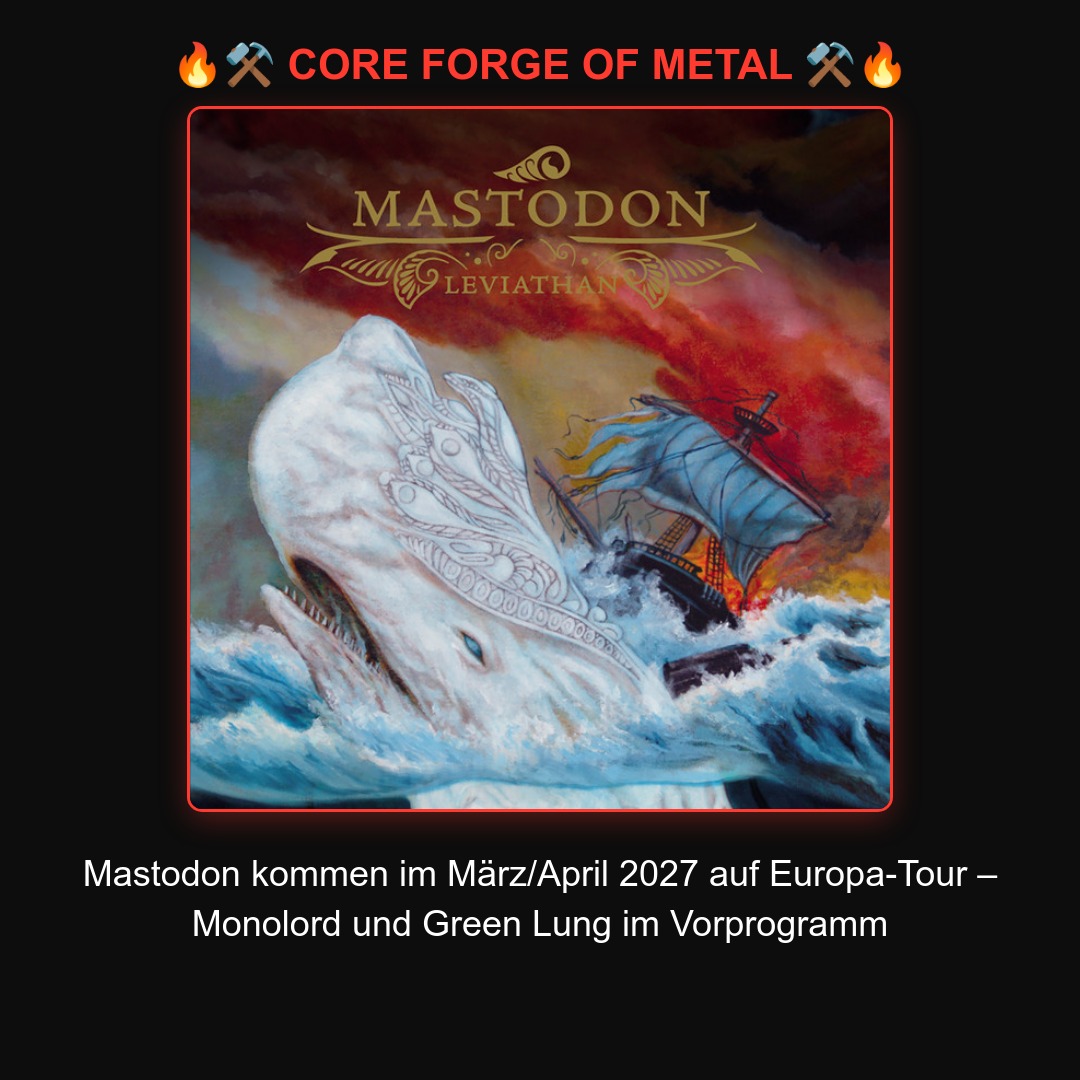 🔥⚒️ CORE FORGE OF METAL ⚒️🔥
MASTODON
LEVIATHAN
Mastodon kommen im März/April 2027 auf Europa-Tour –
Monolord und Green Lung im Vorprogramm